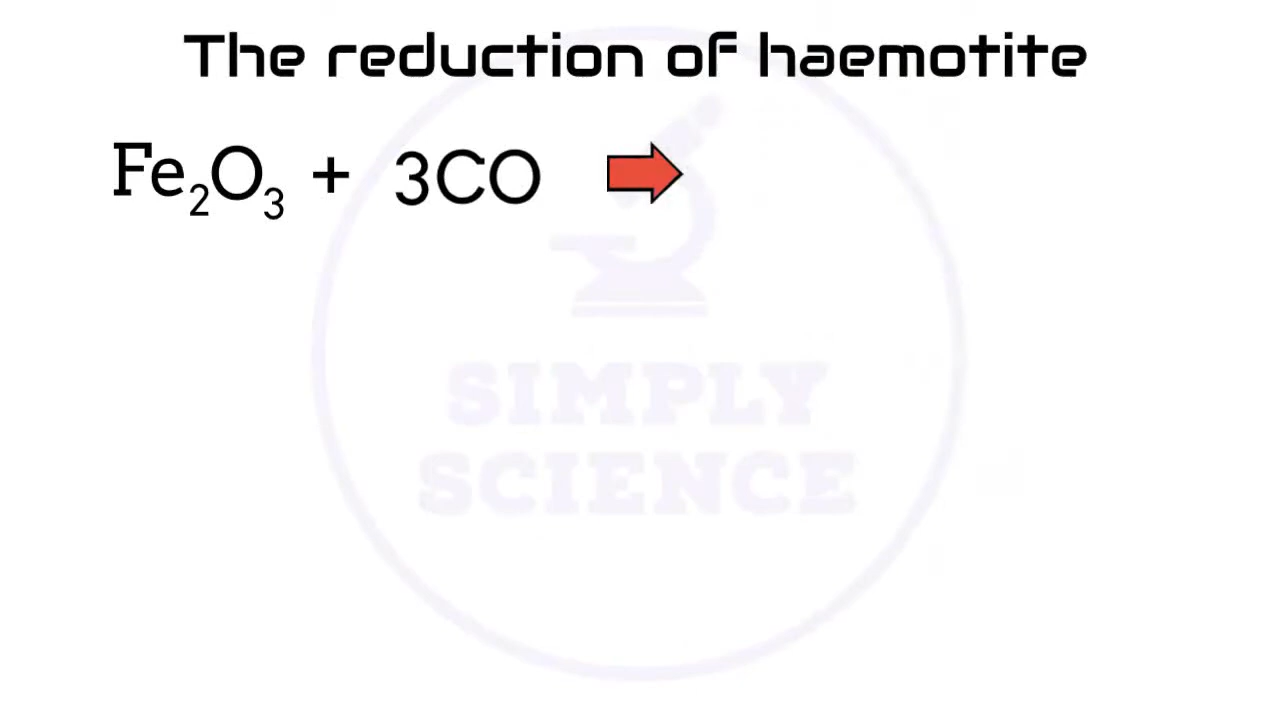 The reduction of haemotite
Fe₂O₃ + 3CO
SIMPLY
SCIENCE